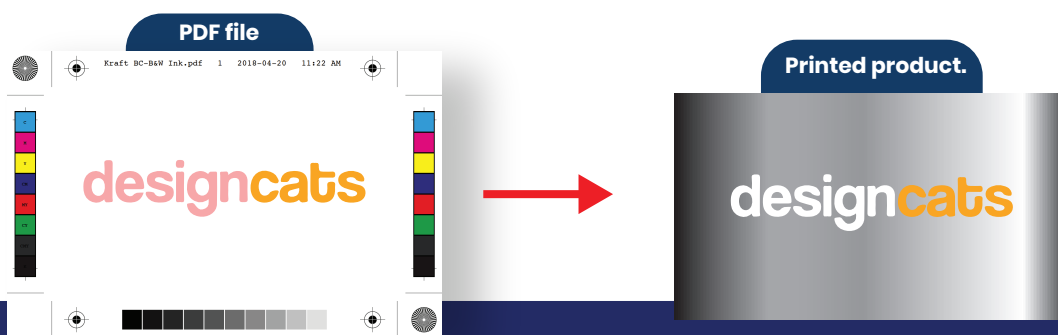 PDF file
Kraft BC-B&W Ink.pdf 1 2018-04-20 11:22 AM
designcats
Printed product.
designcats